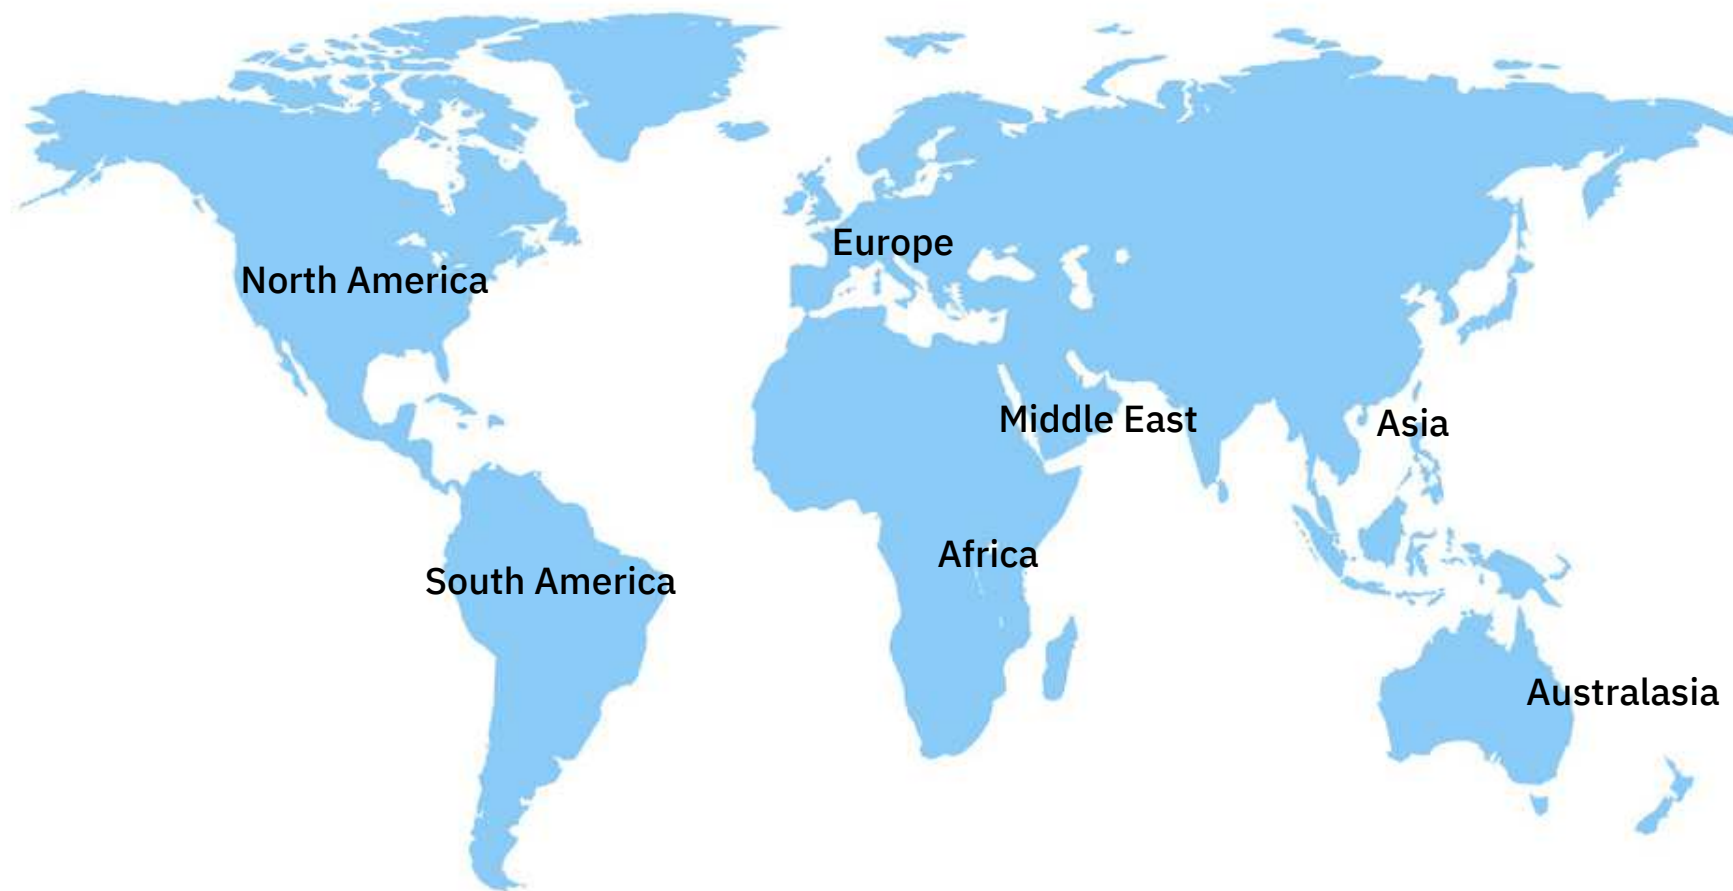 Europe
North America
Middle East
Asia
Africa
South America
Australasia